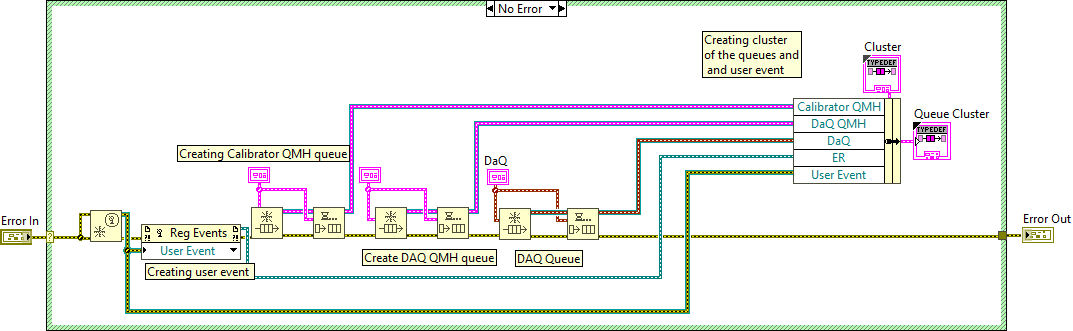 No Error
Creating cluster
of the queues and
and user event
Cluster
TYPEDEF
Calibrator QMH
DaQ QMH
DaQ
ER
User Event
Queue Cluster
TYPEDEF
Creating Calibrator QMH queue
DaQ
Error In
?
Reg Events
User Event
Creating user event
Create DAQ QMH queue
DAQ Queue
Error Out